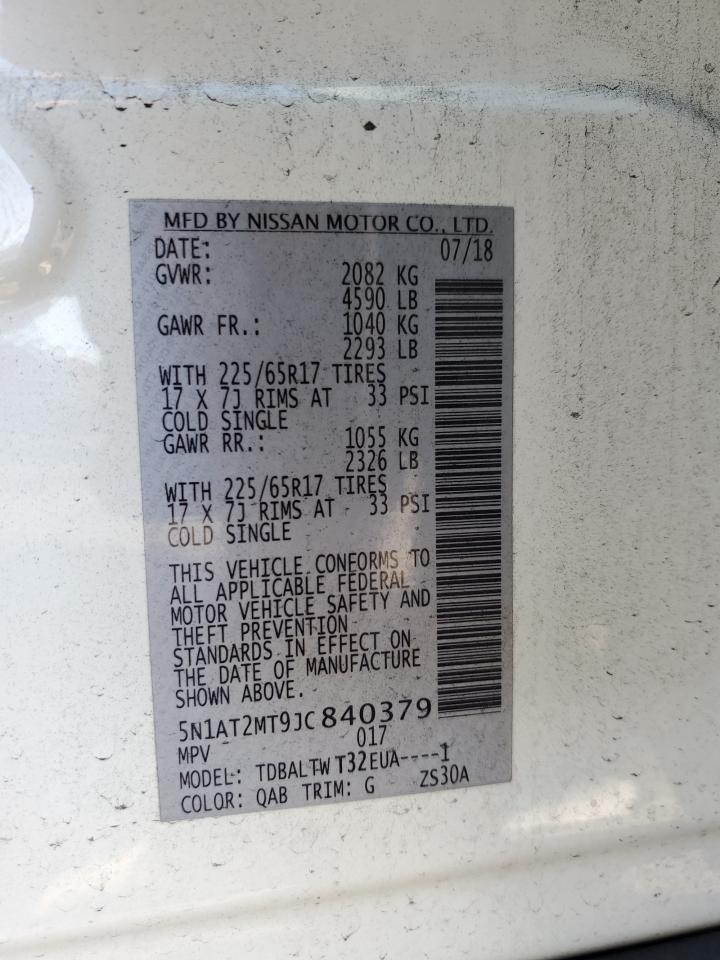 MFD BY NISSAN MOTOR CO., LTD.
DATE: 07/18
GVWR: 2082 KG
4590 LB
GAWR FR.: 1040 KG
2293 LB
WITH 225/65R17 TIRES
17 X 7J RIMS AT 33 PSI
COLD SINGLE
GAWR RR.: 1055 KG
2326 LB
WITH 225/65R17 TIRES
17 X 7J RIMS AT 33 PSI
COLD SINGLE
THIS VEHICLE CONFORMS TO
ALL APPLICABLE FEDERAL
MOTOR VEHICLE SAFETY AND
THEFT PREVENTION
STANDARDS IN EFFECT ON
THE DATE OF MANUFACTURE
SHOWN ABOVE.
5N1AT2MT9JC840379
MPV 017
MODEL: TDBALTWT32EUA----1
COLOR: QAB TRIM: G ZS30A